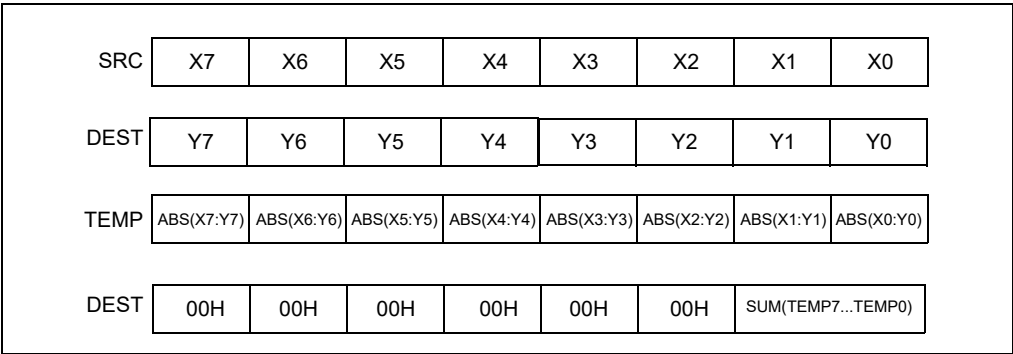 SRC X7 X6 X5 X4 X3 X2 X1 X0
DEST Y7 Y6 Y5 Y4 Y3 Y2 Y1 Y0
TEMP ABS(X7:Y7) ABS(X6:Y6) ABS(X5:Y5) ABS(X4:Y4) ABS(X3:Y3) ABS(X2:Y2) ABS(X1:Y1) ABS(X0:Y0)
DEST 00H 00H 00H 00H 00H 00H SUM(TEMP7...TEMP0)